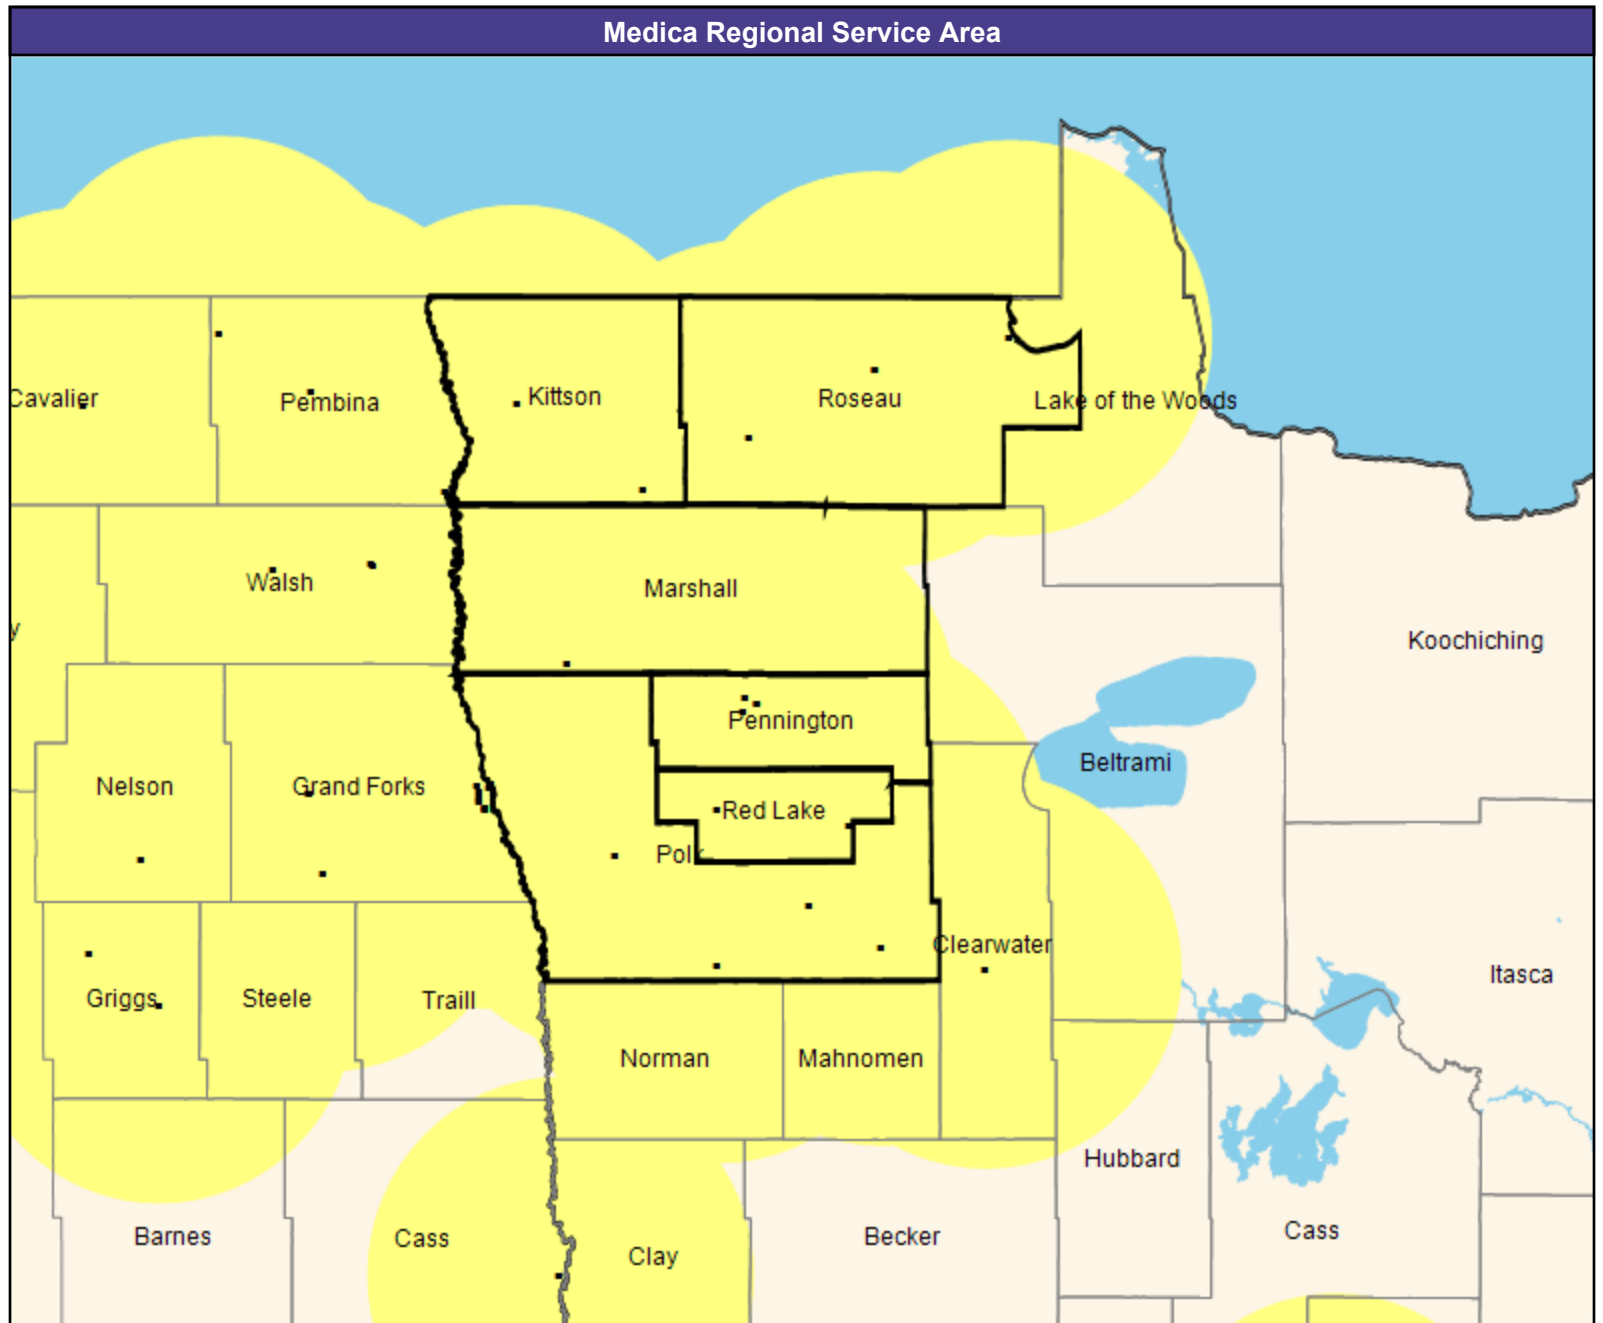 Medica Regional Service Area
Cavalier
Pembina
Kittson
Roseau
Lake of the Woods
Walsh
Marshall
y
Koochiching
Pennington
Beltrami
Nelson
Grand Forks
Red Lake
Polk
Clearwater
Griggs
Steele
Traill
Itasca
Norman
Mahnomen
Hubbard
Barnes
Cass
Clay
Becker
Cass